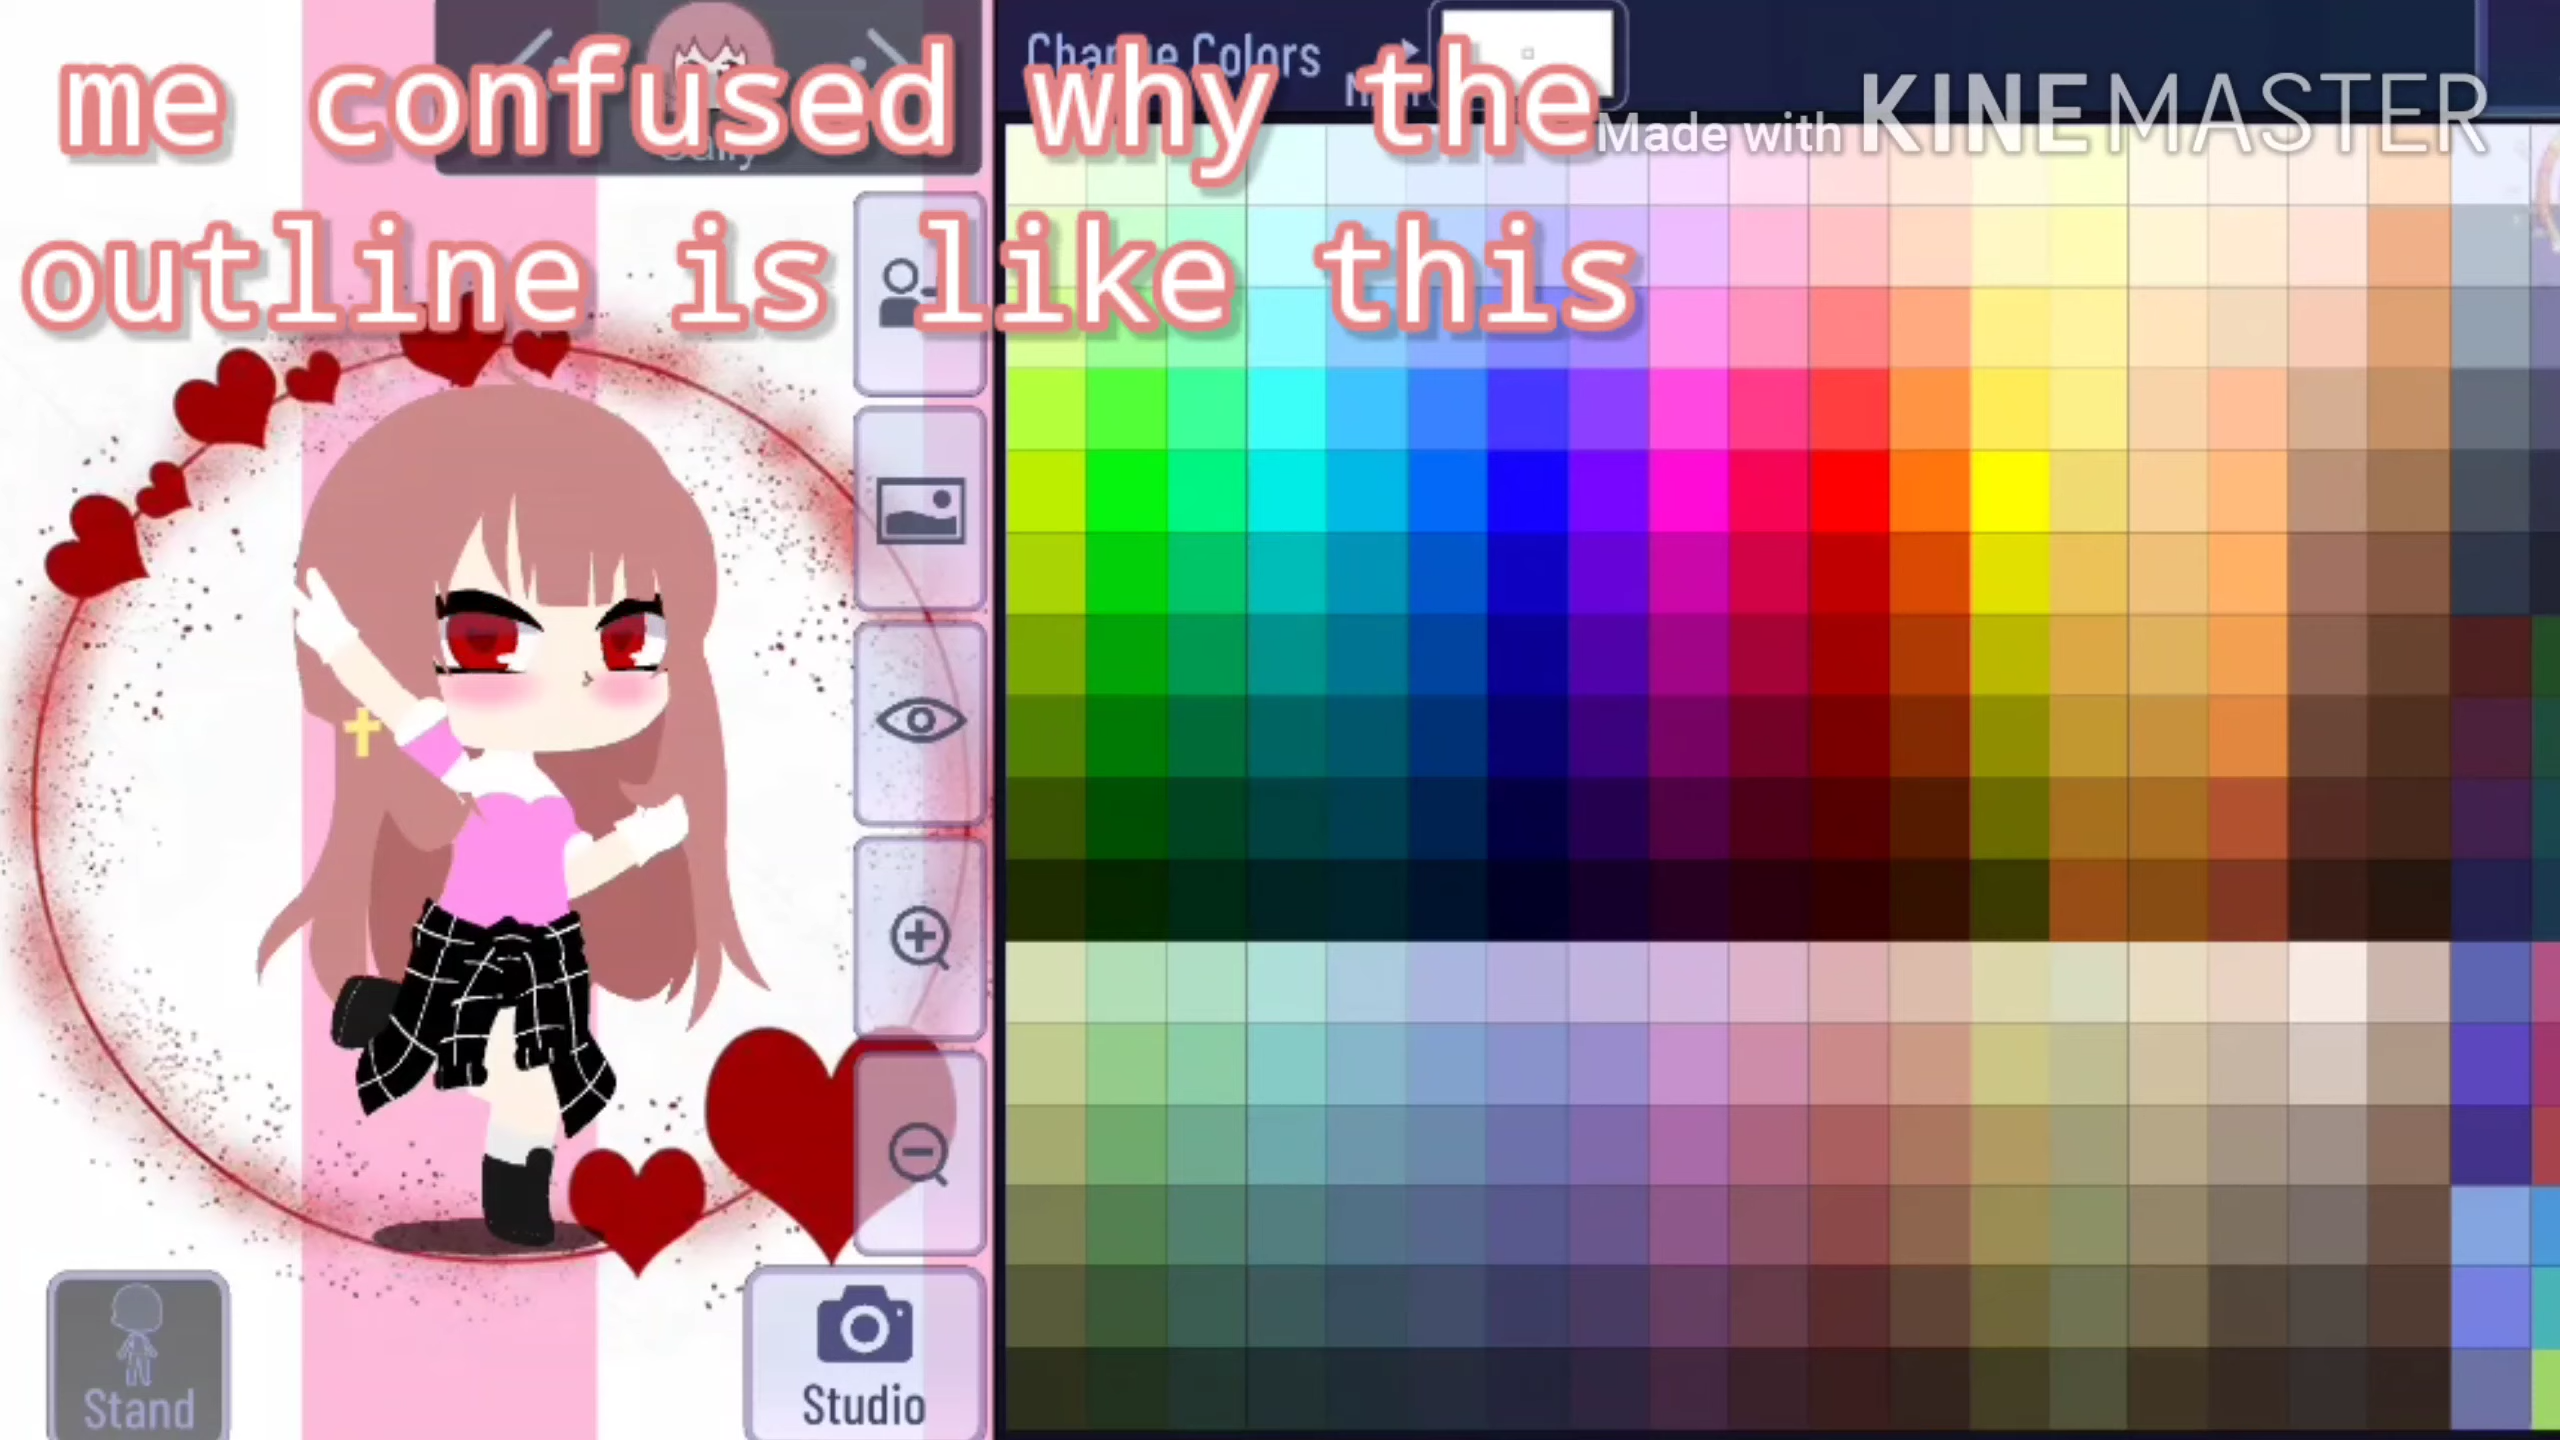 Change Colors
me confused why the
Made with KINEMASTER
outline is like this
Stand
Studio